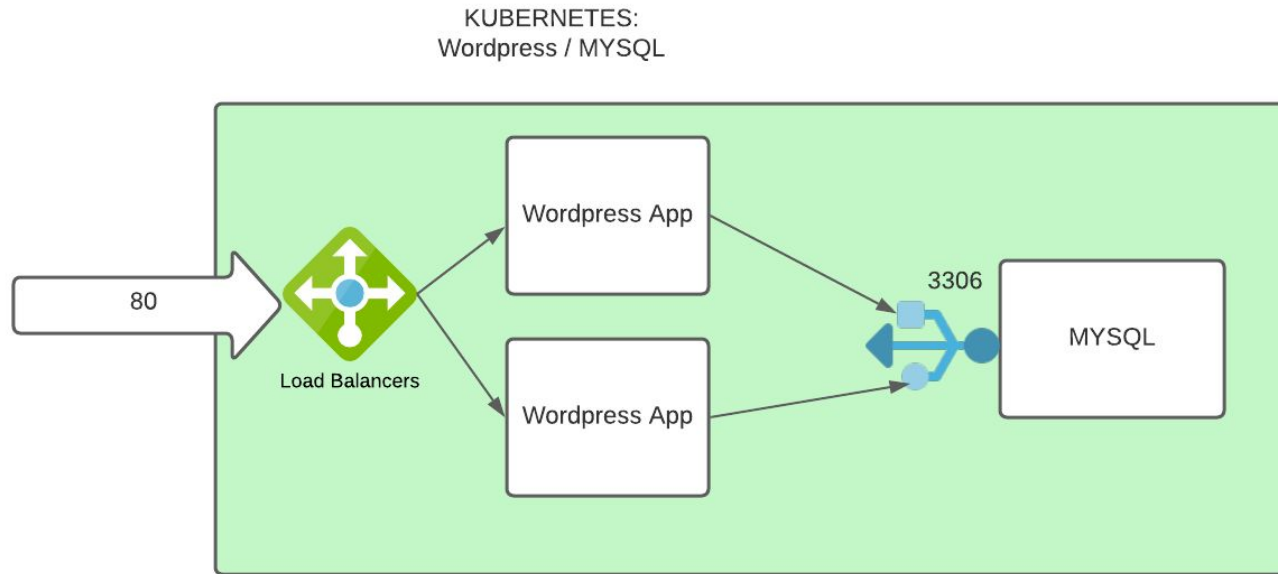 KUBERNETES:
Wordpress / MYSQL
80
Load Balancers
Wordpress App
Wordpress App
3306
MYSQL